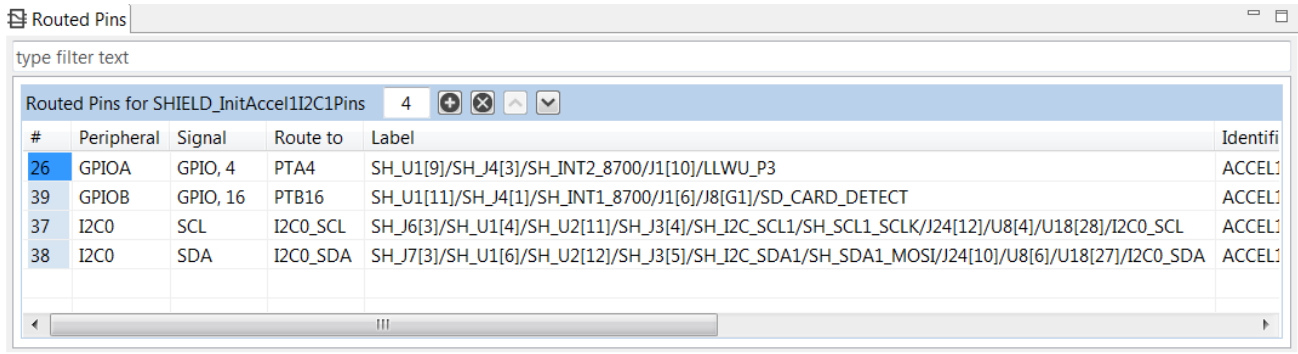 Routed Pins
type filter text
Routed Pins for SHIELD_InitAccel1I2C1Pins 4
# Peripheral Signal Route to Label Identifi
26 GPIOA GPIO, 4 PTA4 SH_U1[9]/SH_J4[3]/SH_INT2_8700/J1[10]/LLWU_P3 ACCEL1
39 GPIOB GPIO, 16 PTB16 SH_U1[11]/SH_J4[1]/SH_INT1_8700/J1[6]/J8[G1]/SD_CARD_DETECT ACCEL1
37 I2C0 SCL I2C0_SCL SH_J6[3]/SH_U1[4]/SH_U2[11]/SH_J3[4]/SH_I2C_SCL1/SH_SCL1_SCLK/J24[12]/U8[4]/U18[28]/I2C0_SCL ACCEL1
38 I2C0 SDA I2C0_SDA SH_J7[3]/SH_U1[6]/SH_U2[12]/SH_J3[5]/SH_I2C_SDA1/SH_SDA1_MOSI/J24[10]/U8[6]/U18[27]/I2C0_SDA ACCEL1